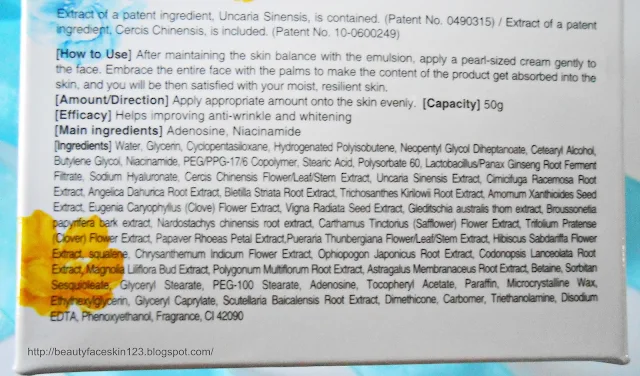 Extract of a patent ingredient, Uncaria Sinensis, is contained. (Patent No. 0490315) / Extract of a patent
ingredient, Cercis Chinensis, is included. (Patent No. 10-0600249)
[How to Use] After maintaining the skin balance with the emulsion, apply a pearl-sized cream gently to
the face. Embrace the entire face with the palms to make the content of the product get absorbed into the
skin, and you will be then satisfied with your moist, resilient skin.
[Amount/Direction] Apply appropriate amount onto the skin evenly. [Capacity] 50g
[Efficacy] Helps improving anti-wrinkle and whitening
[Main ingredients] Adenosine, Niacinamide
[Ingredients] Water, Glycerin, Cyclopentasiloxane, Hydrogenated Polyisobutene, Neopentyl Glycol Diheptanoate, Cetearyl Alcohol,
Butylene Glycol, Niacinamide, PEG/PPG-17/6 Copolymer, Stearic Acid, Polysorbate 60, Lactobacillus/Panax Ginseng Root Ferment
Filtrate, Sodium Hyaluronate, Cercis Chinensis Flower/Leaf/Stem Extract, Uncaria Sinensis Extract, Cimicifuga Racemosa Root
Extract, Angelica Dahurica Root Extract, Bletilla Striata Root Extract, Trichosanthes Kirilowii Root Extract, Amomum Xanthioides Seed
Extract, Eugenia Caryophyllus (Clove) Flower Extract, Vigna Radiata Seed Extract, Gleditschia australis thorn extract, Broussonetia
papyrifera bark extract, Nardostachys chinensis root extract, Carthamus Tinctorius (Safflower) Flower Extract, Trifolium Pratense
(Clover) Flower Extract, Papaver Rhoeas Petal Extract,Pueraria Thunbergiana Flower/Leaf/Stem Extract, Hibiscus Sabdariffa Flower
Extract, squalene, Chrysanthemum Indicum Flower Extract, Ophiopogon Japonicus Root Extract, Codonopsis Lanceolata Root
Extract, Magnolia Liliflora Bud Extract, Polygonum Multiflorum Root Extract, Astragalus Membranaceus Root Extract, Betaine, Sorbitan
Sesquioleate, Glyceryl Stearate, PEG-100 Stearate, Adenosine, Tocopheryl Acetate, Paraffin, Microcrystalline Wax,
Ethylhexylglycerin, Glyceryl Caprylate, Scutellaria Baicalensis Root Extract, Dimethicone, Carbomer, Triethanolamine, Disodium
EDTA, Phenoxyethanol, Fragrance, CI 42090
http://beautyfaceskin123.blogspot.com/